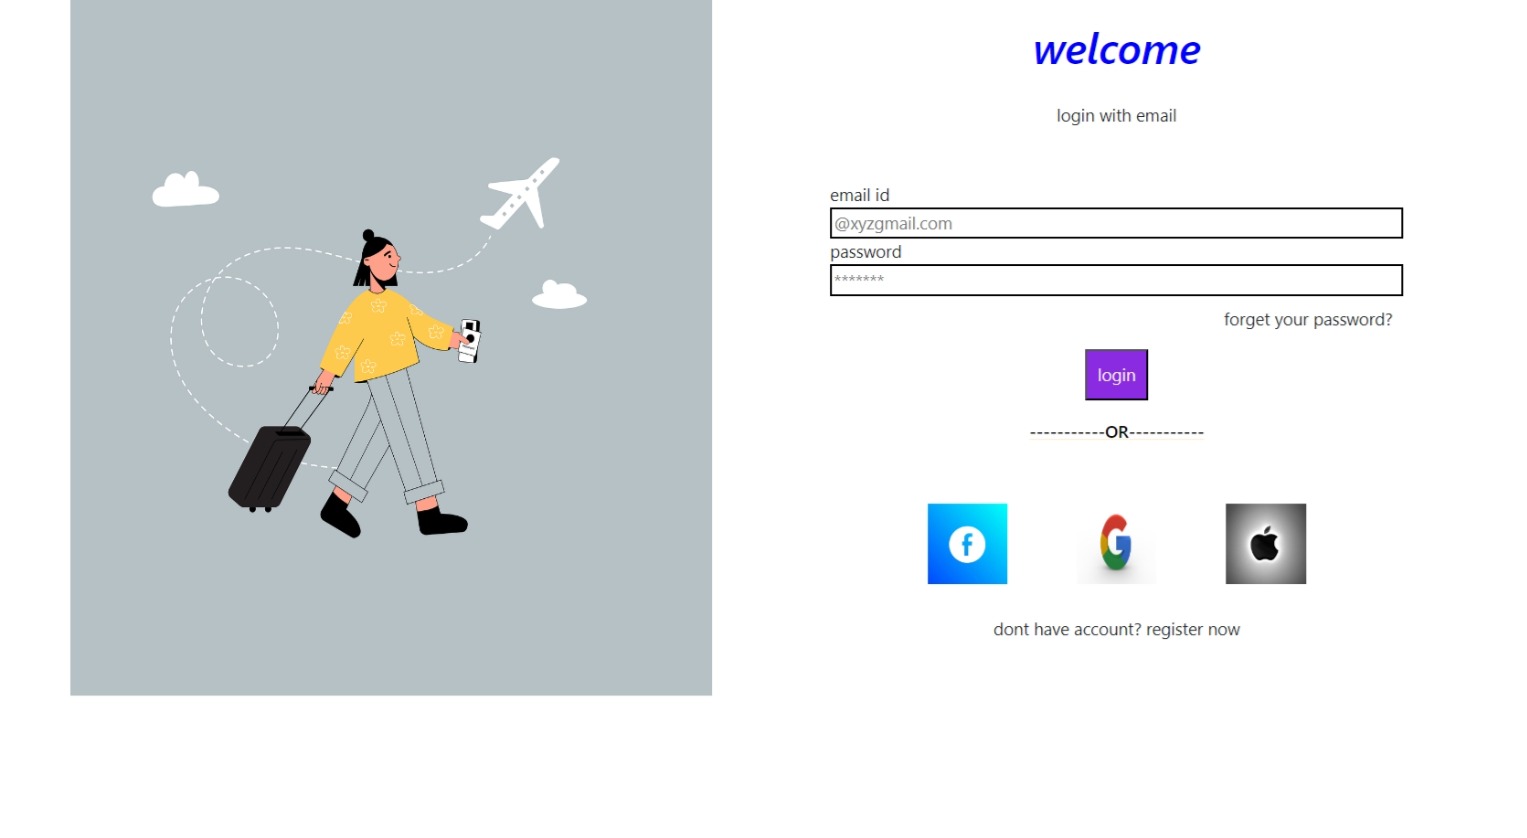 welcome
login with email
email id
@xyzgmail.com
password
*******
forget your password?
login
-----------OR-----------
f
G
dont have account? register now